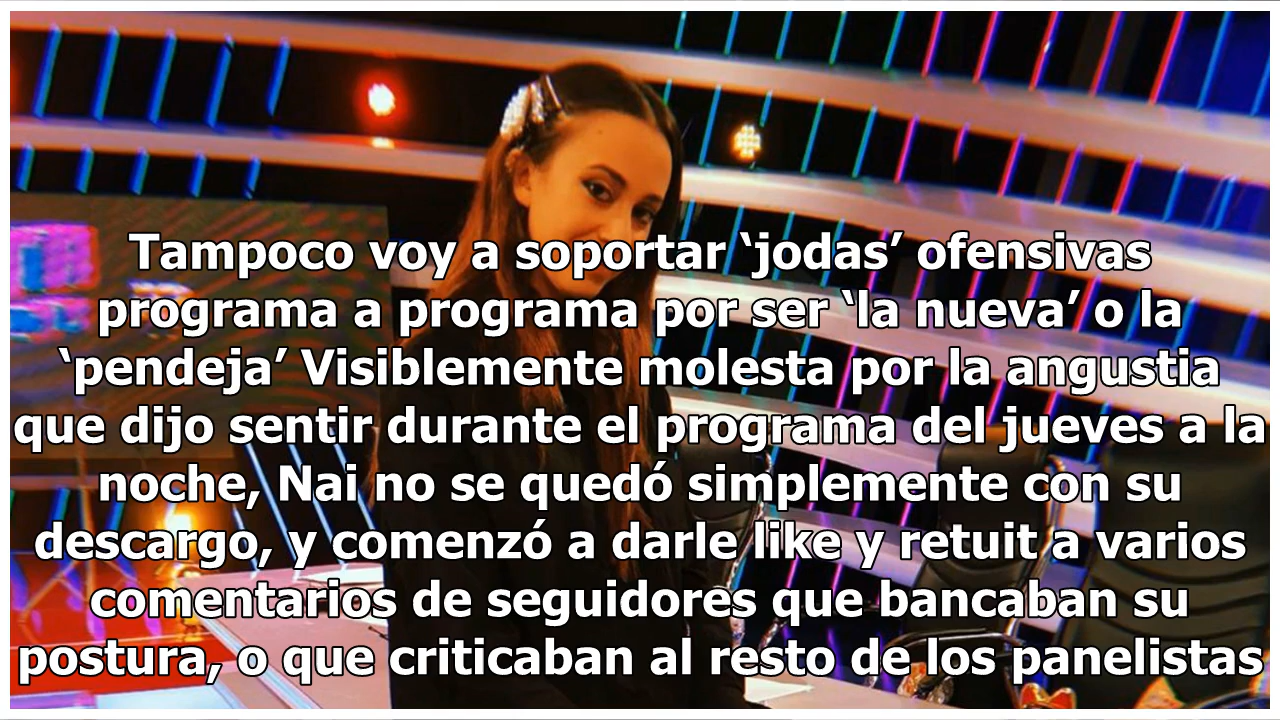 Tampoco voy a soportar ‘jodas’ ofensivas
programa a programa por ser ‘la nueva’ o la
‘pendeja’ Visiblemente molesta por la angustia
que dijo sentir durante el programa del jueves a la
noche, Nai no se quedó simplemente con su
descargo, y comenzó a darle like y retuit a varios
comentarios de seguidores que bancaban su
postura, o que criticaban al resto de los panelistas